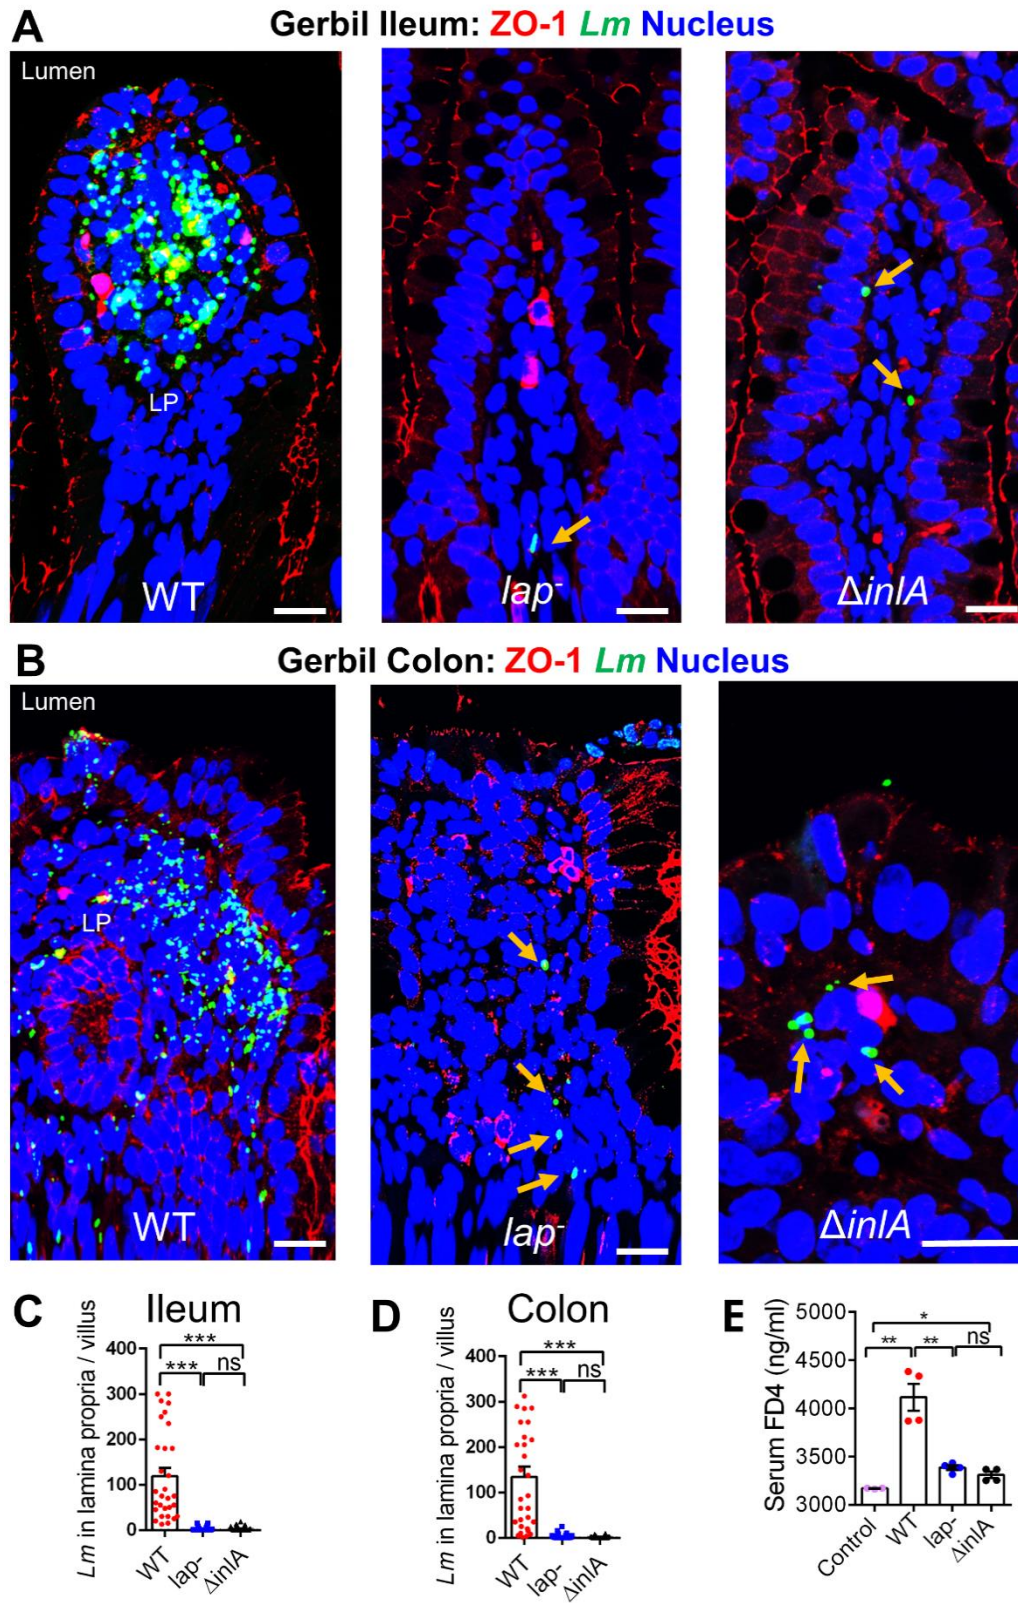 A
Gerbil Ileum: ZO-1 Lm Nucleus
Lumen
LP
WT
lap-
ΔinlA
B
Gerbil Colon: ZO-1 Lm Nucleus
Lumen
LP
WT
lap-
ΔinlA
C
Ileum
Lm in lamina propria / villus
400
300
200
100
0
***
***
ns
WT
lap-
ΔinlA
D
Colon
Lm in lamina propria / villus
400
300
200
100
0
***
***
ns
WT
lap-
ΔinlA
E
Serum FD4 (ng/ml)
5000
4500
4000
3500
3000
*
**
**
ns
Control
WT
lap-
ΔinlA